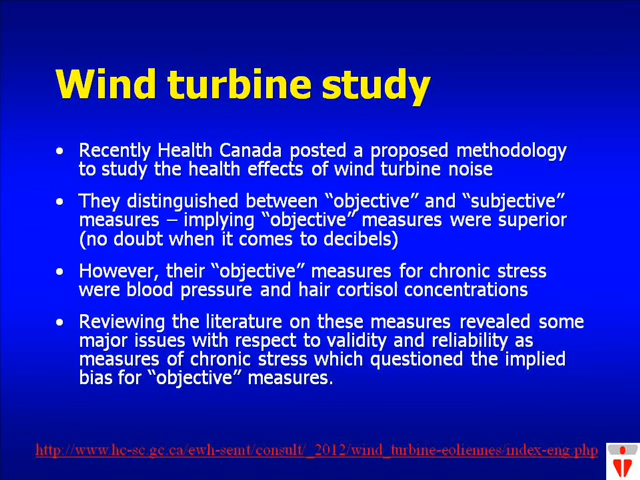 Wind turbine study
• Recently Health Canada posted a proposed methodology
to study the health effects of wind turbine noise
• They distinguished between “objective” and “subjective”
measures – implying “objective” measures were superior
(no doubt when it comes to decibels)
• However, their “objective” measures for chronic stress
were blood pressure and hair cortisol concentrations
• Reviewing the literature on these measures revealed some
major issues with respect to validity and reliability as
measures of chronic stress which questioned the implied
bias for “objective” measures.
http://www.hc-sc.gc.ca/ewh-semt/consult/_2012/wind_turbine-eoliennes/index-eng.php